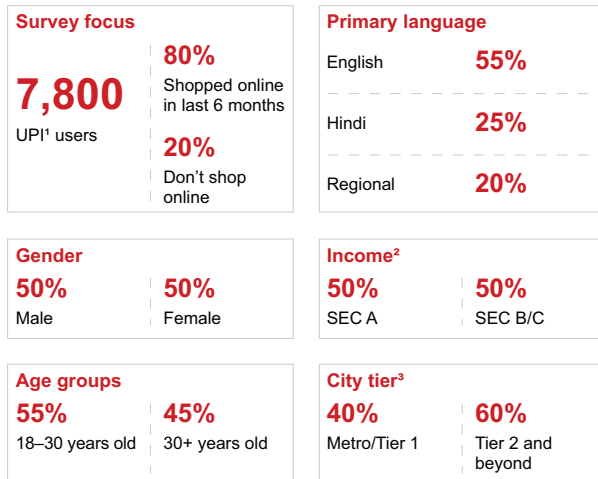 Survey focus
7,800
UPI¹ users
80%
Shopped online
in last 6 months
20%
Don’t shop
online
Primary language
English 55%
Hindi 25%
Regional 20%
Gender
50% 50%
Male Female
Income²
50% 50%
SEC A SEC B/C
Age groups
55% 45%
18–30 years old 30+ years old
City tier³
40% 60%
Metro/Tier 1 Tier 2 and
beyond